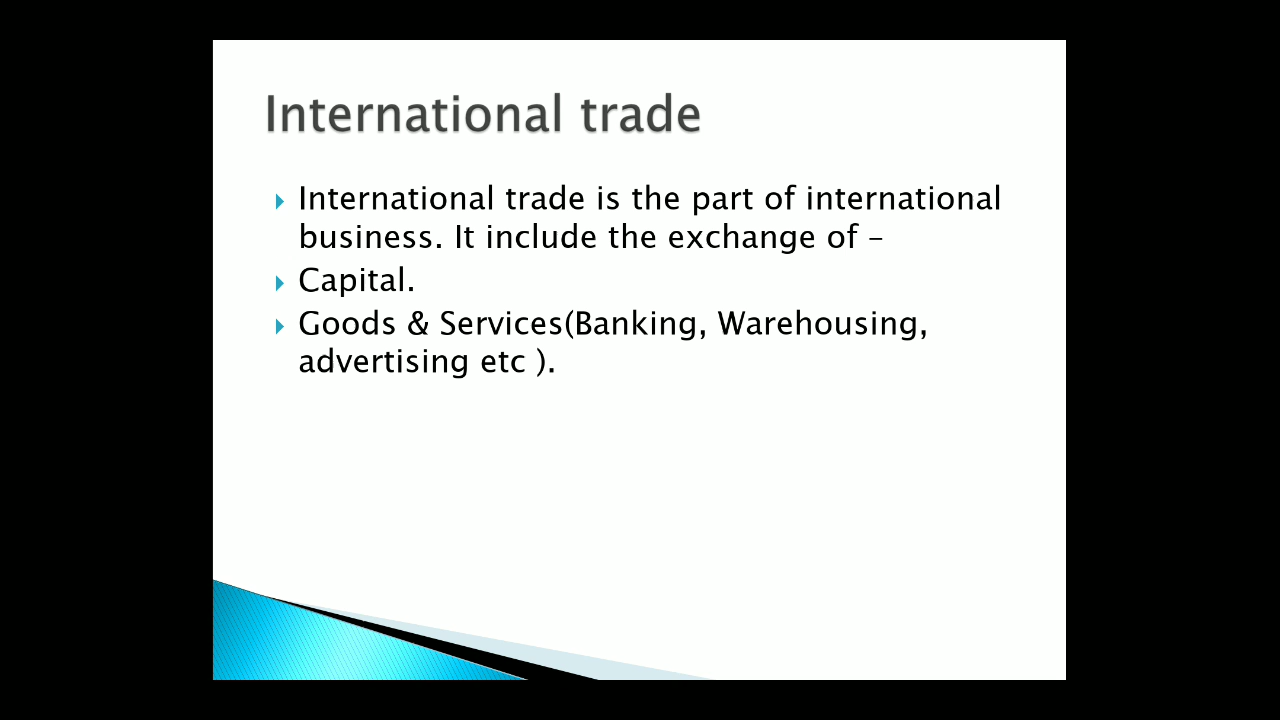 International trade
International trade is the part of international
business. It include the exchange of –
Capital.
Goods & Services(Banking, Warehousing,
advertising etc ).